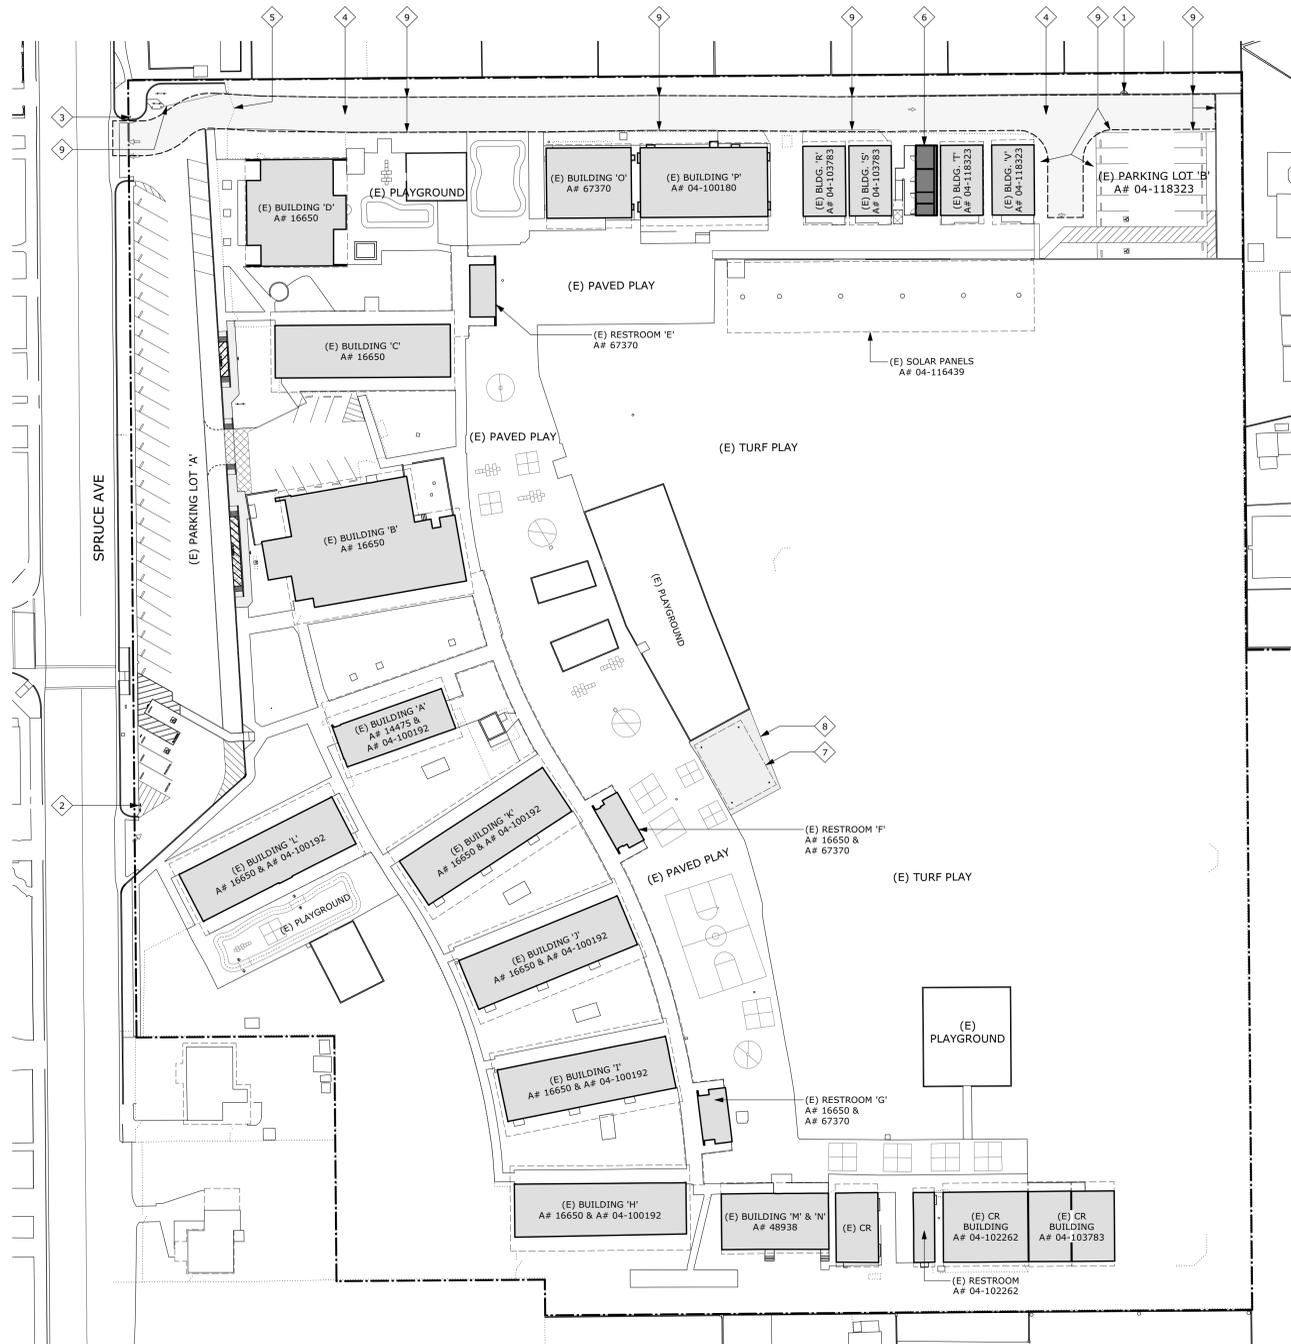 5
4
9
9
9
6
4
9
1
9
3
9
(E) BUILDING 'D'
A# 16650
(E) PLAYGROUND
(E) BUILDING 'O'
A# 67370
(E) BUILDING 'P'
A# 04-100180
(E) BLDG. 'R'
A# 04-103783
(E) BLDG. 'S'
A# 04-103783
(E) BLDG. 'T'
A# 04-118323
(E) BLDG. 'V'
A# 04-118323
(E) PARKING LOT 'B'
A# 04-118323
(E) PAVED PLAY
(E) RESTROOM 'E'
A# 67370
(E) BUILDING 'C'
A# 16650
(E) SOLAR PANELS
A# 04-116439
(E) PAVED PLAY
(E) TURF PLAY
SPRUCE AVE
(E) PARKING LOT 'A'
(E) BUILDING 'B'
A# 16650
(E) PLAYGROUND
(E) BUILDING 'A'
A# 14475 &
A# 04-100192
8
7
2
(E) BUILDING 'L'
A# 16650 & A# 04-100192
(E) BUILDING 'K'
A# 16650 & A# 04-100192
(E) RESTROOM 'F'
A# 16650 &
A# 67370
(E) PAVED PLAY
(E) TURF PLAY
(E) PLAYGROUND
(E) BUILDING 'J'
A# 16650 & A# 04-100192
(E)
PLAYGROUND
(E) BUILDING 'I'
A# 16650 & A# 04-100192
(E) RESTROOM 'G'
A# 16650 &
A# 67370
(E) BUILDING 'H'
A# 16650 & A# 04-100192
(E) BUILDING 'M' & 'N'
A# 48938
(E) CR
(E) CR
BUILDING
A# 04-102262
(E) CR
BUILDING
A# 04-103783
(E) RESTROOM
A# 04-102262